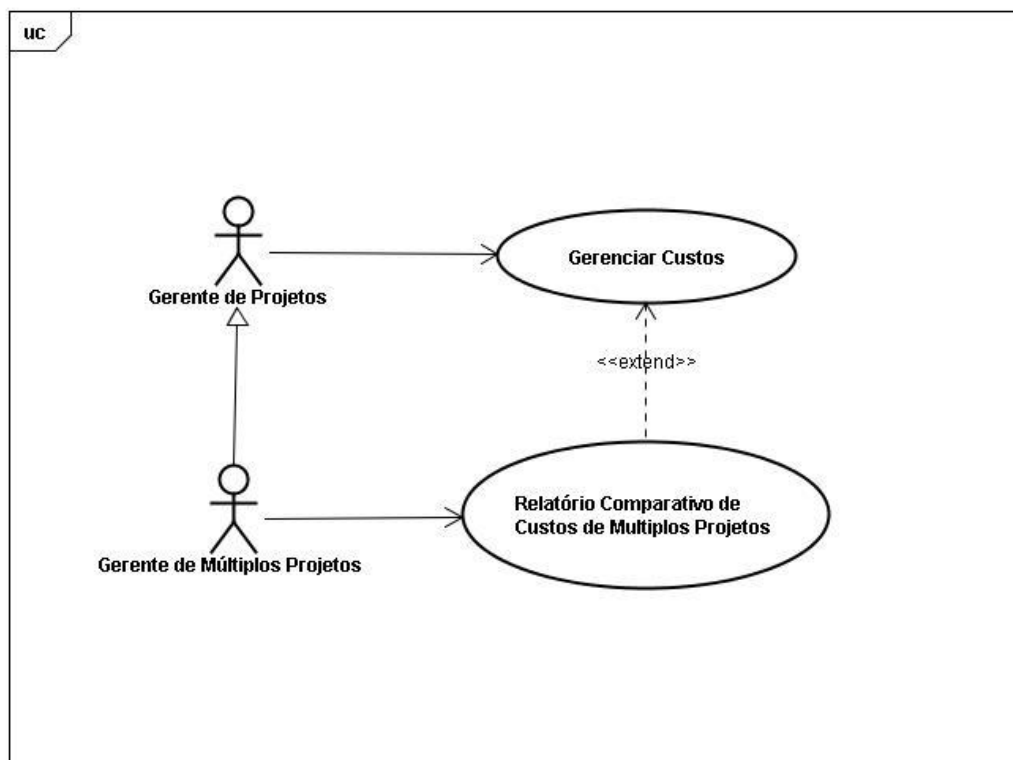 uc
Gerente de Projetos
Gerenciar Custos
<<extend>>
Relatório Comparativo de
Custos de Multiplos Projetos
Gerente de Múltiplos Projetos